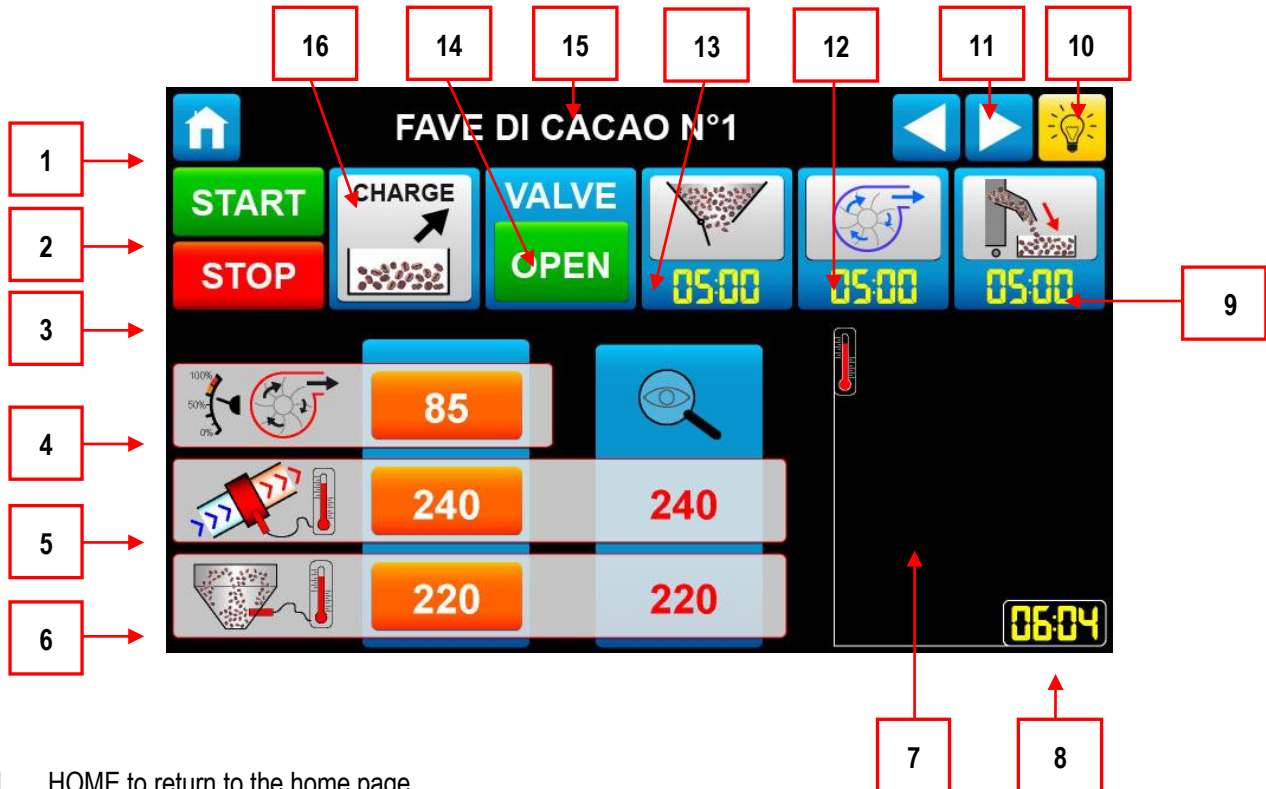 16 14 15 13 12 11 10
1
FAVE DI CACAO N°1
START
CHARGE
VALVE
2
STOP
OPEN
05:00 05:00 05:00
9
3
100%
50%
0%
85
4
240 240
5
220 220
06:04
6
7 8
HOME to return to the home page